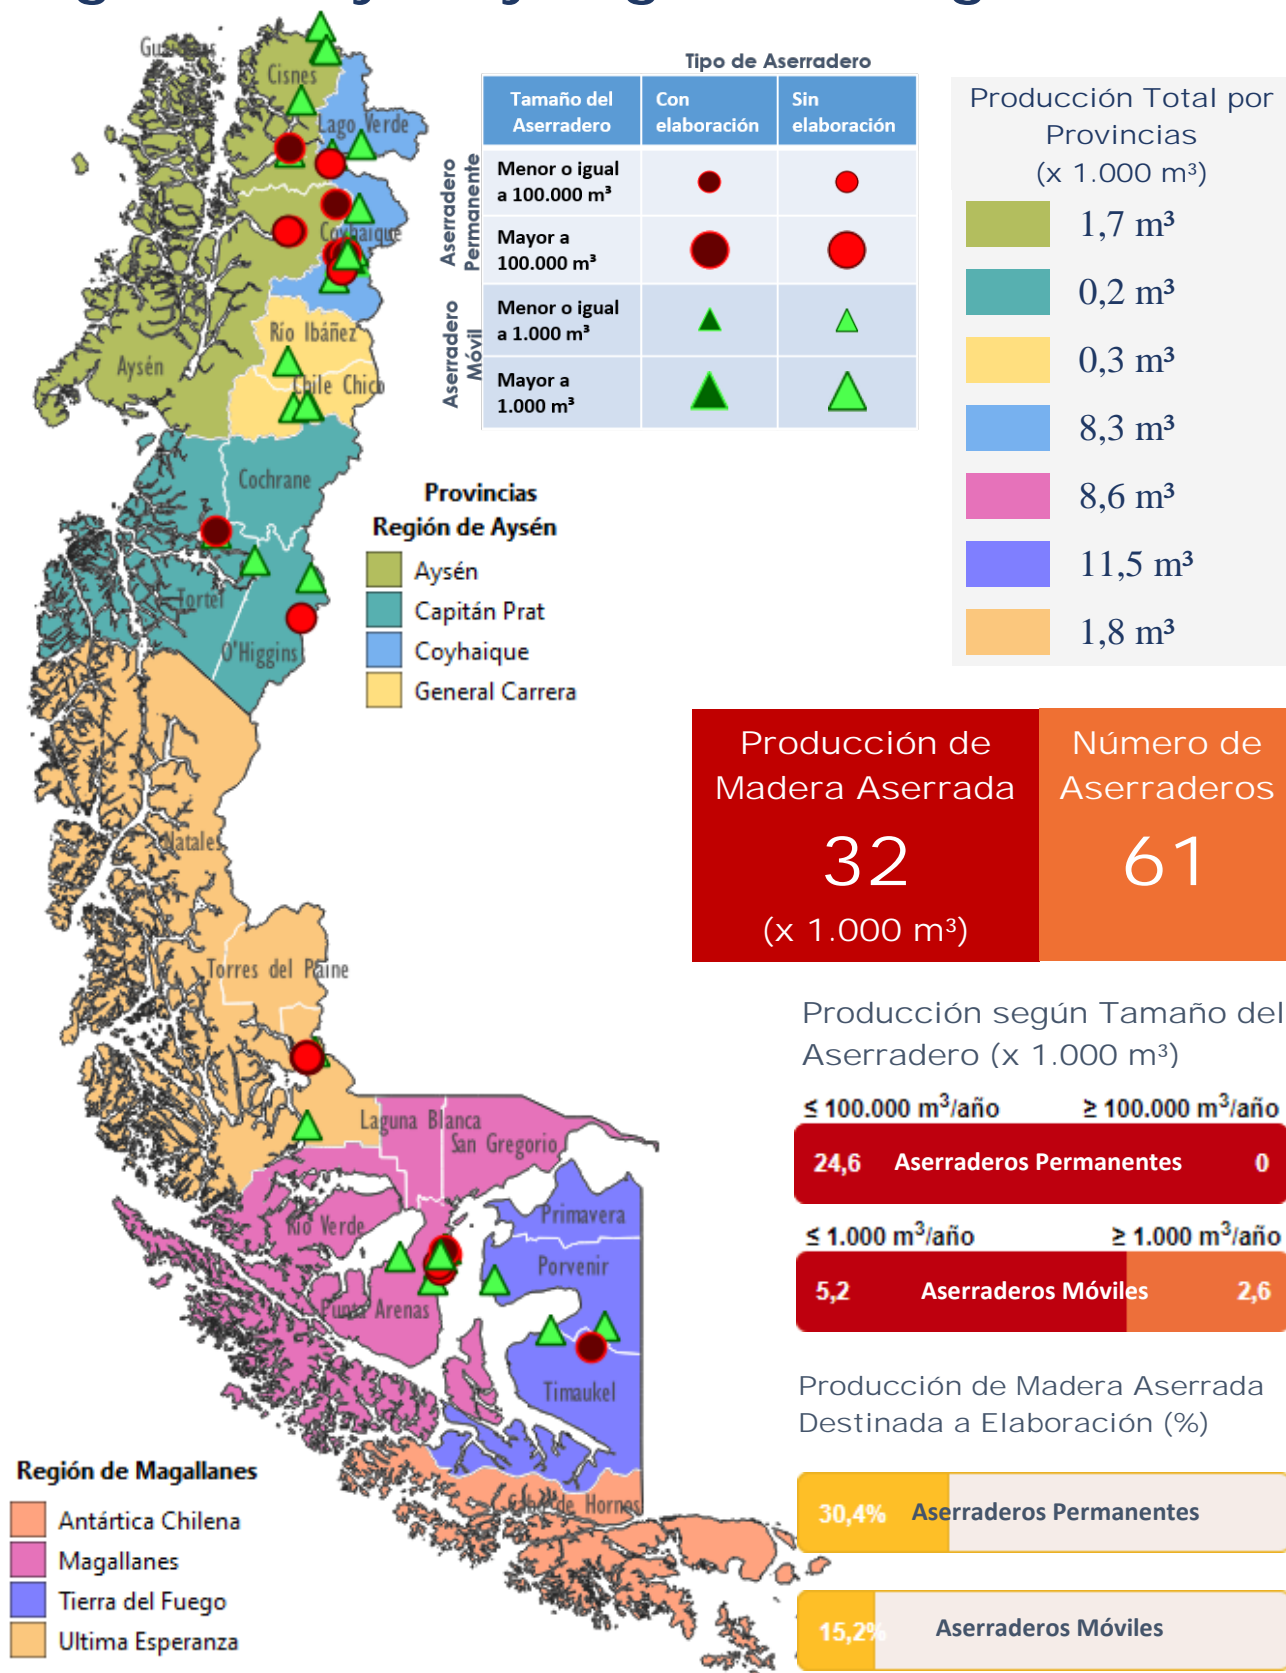 Guaitecas
Cisnes
Lago Verde
Coyhaique
Río Ibáñez
Aysén
Chile Chico
Cochrane
Tortel
O'Higgins
Natales
Torres del Paine
Laguna Blanca
San Gregorio
Río Verde
Primavera
Porvenir
Punta Arenas
Timaukel
Cabo de Hornos
Tipo de Aserradero
Tamaño del
Aserradero
Con
elaboración
Sin
elaboración
Aserradero
Permanente
Menor o igual
a 100.000 m³
Mayor a
100.000 m³
Aserradero
Móvil
Menor o igual
a 1.000 m³
Mayor a
1.000 m³
Producción Total por
Provincias
(x 1.000 m³)
1,7 m³
0,2 m³
0,3 m³
8,3 m³
8,6 m³
11,5 m³
1,8 m³
Provincias
Región de Aysén
Aysén
Capitán Prat
Coyhaique
General Carrera
Producción de
Madera Aserrada
32
(x 1.000 m³)
Número de
Aserraderos
61
Producción según Tamaño del
Aserradero (x 1.000 m³)
≤ 100.000 m³/año ≥ 100.000 m³/año
24,6 Aserraderos Permanentes 0
≤ 1.000 m³/año ≥ 1.000 m³/año
5,2 Aserraderos Móviles 2,6
Producción de Madera Aserrada
Destinada a Elaboración (%)
30,4% Aserraderos Permanentes
15,2% Aserraderos Móviles
Región de Magallanes
Antártica Chilena
Magallanes
Tierra del Fuego
Ultima Esperanza